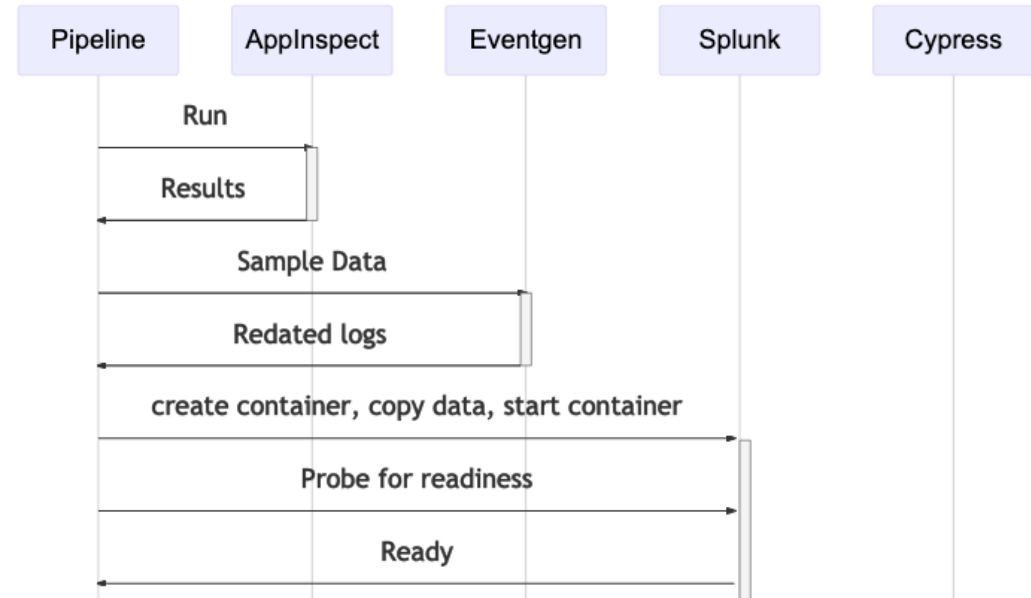 Pipeline
AppInspect
Eventgen
Splunk
Cypress
Run
Results
Sample Data
Redated logs
create container, copy data, start container
Probe for readiness
Ready